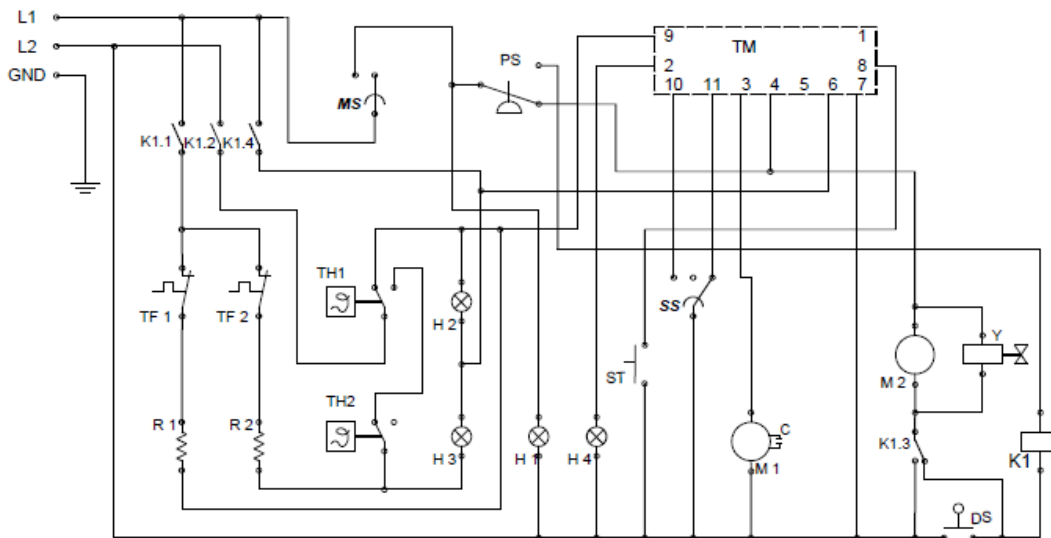 L1
L2
GND
MS
PS
TM
9
1
2
8
10
11
3
4
5
6
7
K1.1
K1.2
K1.4
TH1
TF 1
TF 2
H 2
SS
ST
Y
M 2
TH2
R 1
R 2
H 3
H 1
H 4
C
M 1
K1.3
K1
DS